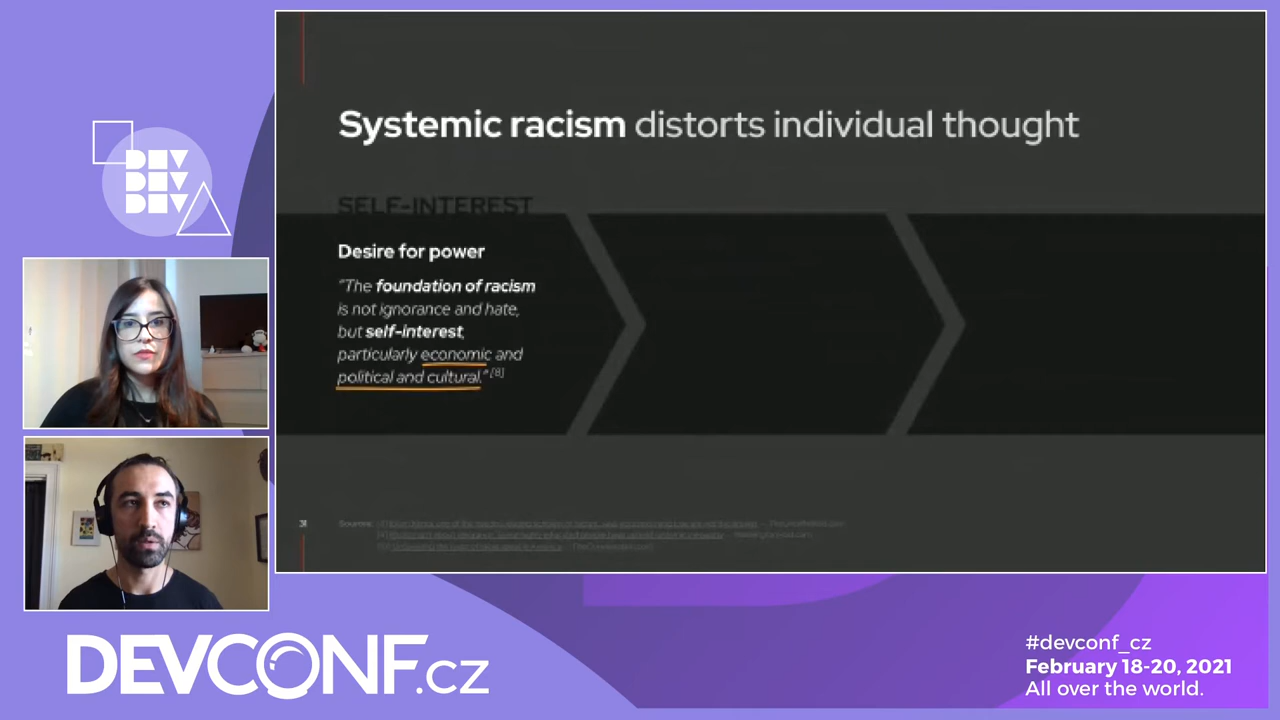 DEV
DEV
DEV
Systemic racism distorts individual thought
SELF-INTEREST
Desire for power
“The foundation of racism
is not ignorance and hate,
but self-interest,
particularly economic and
political and cultural.” [8]
31
Sources:
DEVCONF.cz
#devconf_cz
February 18-20, 2021
All over the world.